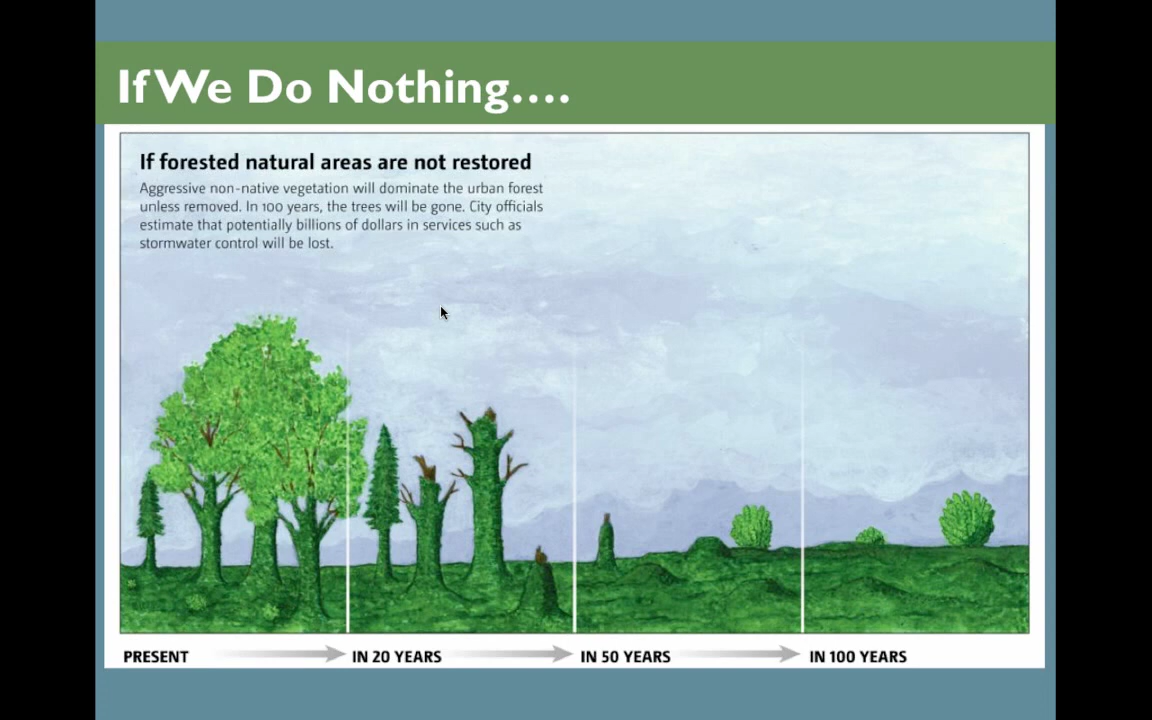 If We Do Nothing....
If forested natural areas are not restored
Aggressive non-native vegetation will dominate the urban forest
unless removed. In 100 years, the trees will be gone. City officials
estimate that potentially billions of dollars in services such as
stormwater control will be lost.
PRESENT IN 20 YEARS IN 50 YEARS IN 100 YEARS